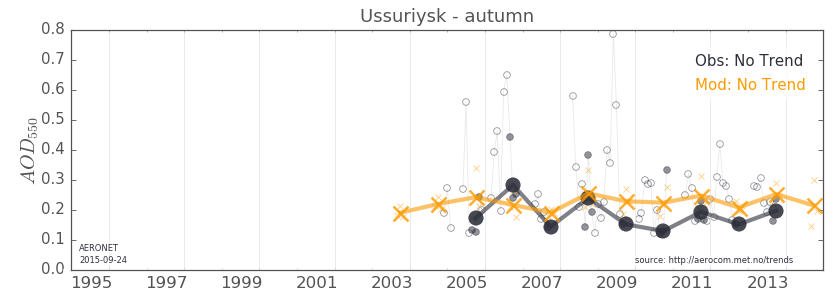 Ussuriysk - autumn
0.8
0.7
0.6
0.5
0.4
0.3
0.2
0.1
0.0
AOD550
Obs: No Trend
Mod: No Trend
AERONET
2015-09-24
source: http://aerocom.met.no/trends
1995 1997 1999 2001 2003 2005 2007 2009 2011 2013